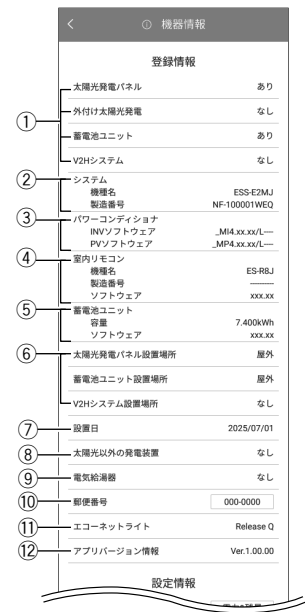 機器情報
登録情報
① 太陽光発電パネル あり
外付け太陽光発電 なし
蓄電池ユニット あり
V2Hシステム なし
② システム
機種名 ESS-E2MJ
製造番号 NF-100001WEQ
③ パワーコンディショナ
INVソフトウェア _MI4.xx.xx/L---
PVソフトウェア _MP4.xx.xx/L---
④ 室内リモコン
機種名 ES-R8J
製造番号 ----------
ソフトウェア xxx.xx
⑤ 蓄電池ユニット
容量 7.400kWh
ソフトウェア xxx.xx
⑥ 太陽光発電パネル設置場所 屋外
蓄電池ユニット設置場所 屋外
V2Hシステム設置場所 なし
⑦ 設置日 2025/07/01
⑧ 太陽光以外の発電装置 なし
⑨ 電気給湯器 なし
⑩ 郵便番号 000-0000
⑪ エコーネットライト Release Q
⑫ アプリバージョン情報 Ver.1.00.00
設定情報